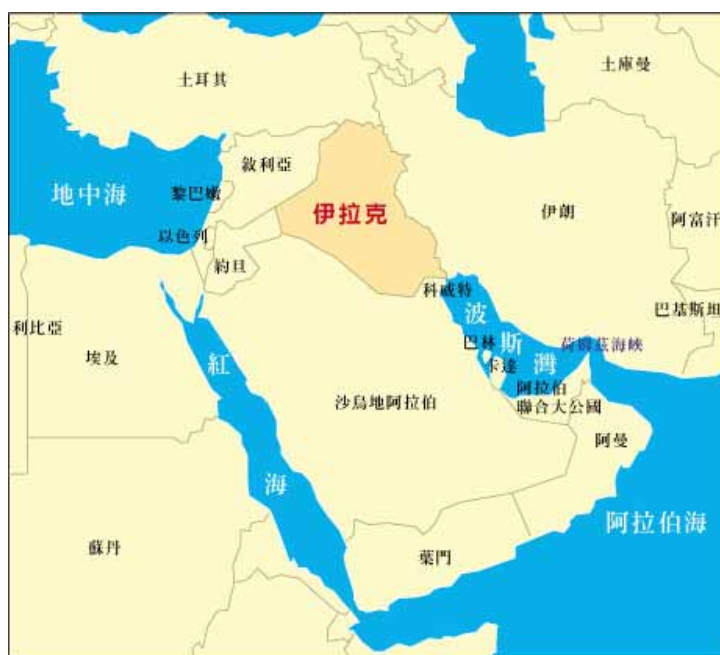 土耳其
土庫曼
敘利亞
地中海
黎巴嫩
伊拉克
伊朗
阿富汗
以色列
約旦
科威特
利比亞
埃及
紅海
波斯灣
巴林
卡達
荷姆茲海峽
巴基斯坦
沙烏地阿拉伯
阿拉伯
聯合大公國
阿曼
阿拉伯海
蘇丹
葉門